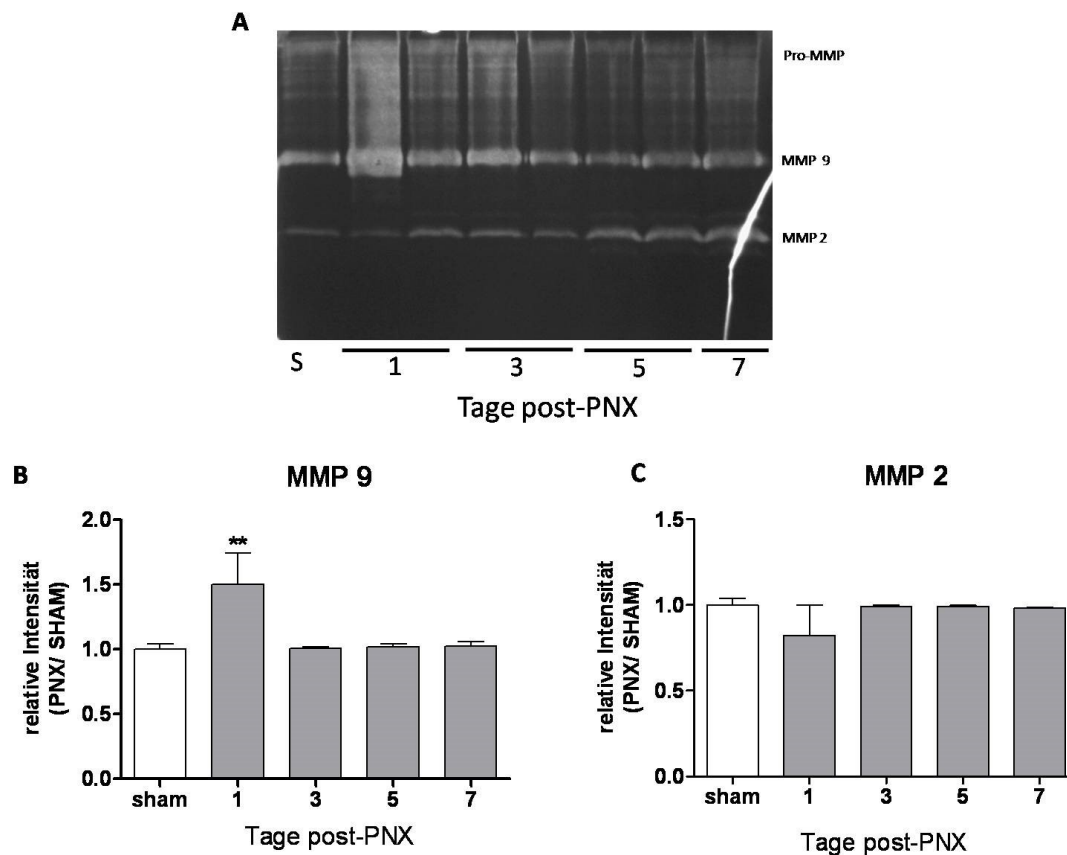 A
Pro-MMP
MMP 9
MMP 2
S 1 3 5 7
Tage post-PNX
B
MMP 9
relative Intensität
(PNX/ SHAM)
2.0
1.5
1.0
0.5
0.0
**
sham 1 3 5 7
Tage post-PNX
C
MMP 2
relative Intensität
(PNX/ SHAM)
1.5
1.0
0.5
0.0
sham 1 3 5 7
Tage post-PNX